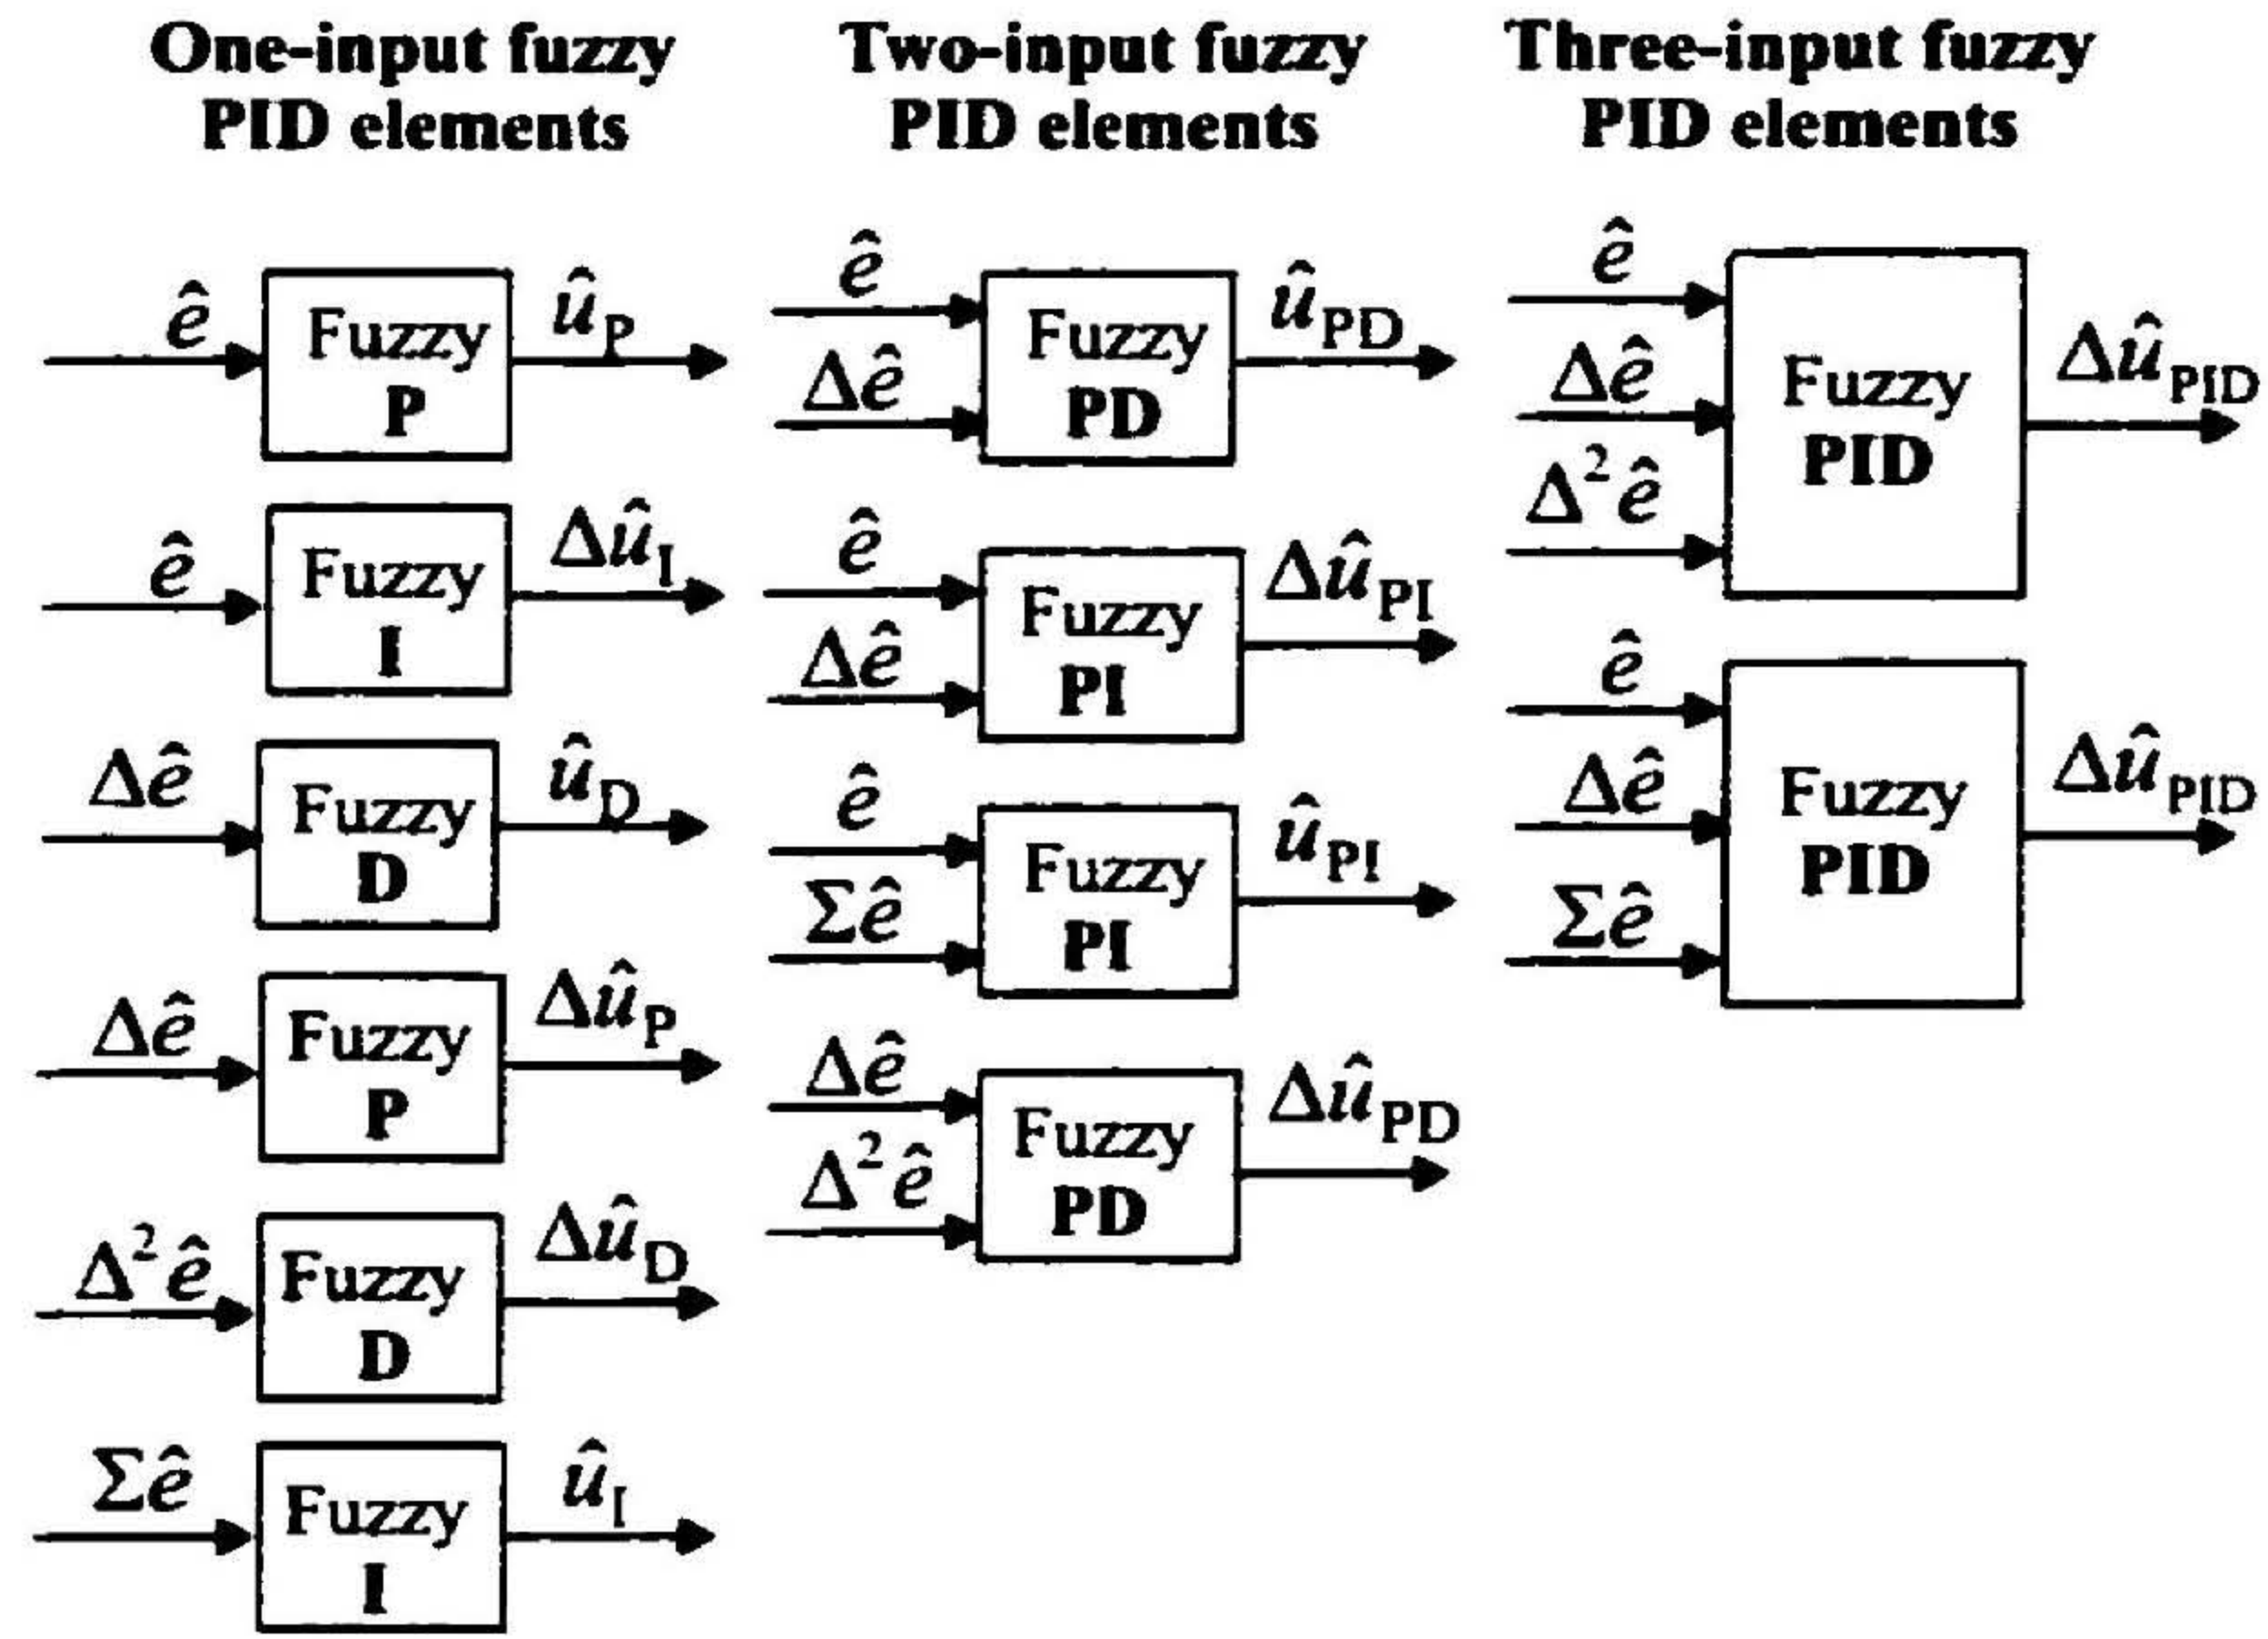 One-input fuzzy
PID elements
ê
Fuzzy
P
û_P
ê
Fuzzy
I
Δû_I
Δê
Fuzzy
D
û_D
Δê
Fuzzy
P
Δû_P
Δ²ê
Fuzzy
D
Δû_D
Σê
Fuzzy
I
û_I
Two-input fuzzy
PID elements
ê
Δê
Fuzzy
PD
û_PD
ê
Δê
Fuzzy
PI
Δû_PI
ê
Σê
Fuzzy
PI
û_PI
Δê
Δ²ê
Fuzzy
PD
Δû_PD
Three-input fuzzy
PID elements
ê
Δê
Δ²ê
Fuzzy
PID
Δû_PID
ê
Δê
Σê
Fuzzy
PID
Δû_PID